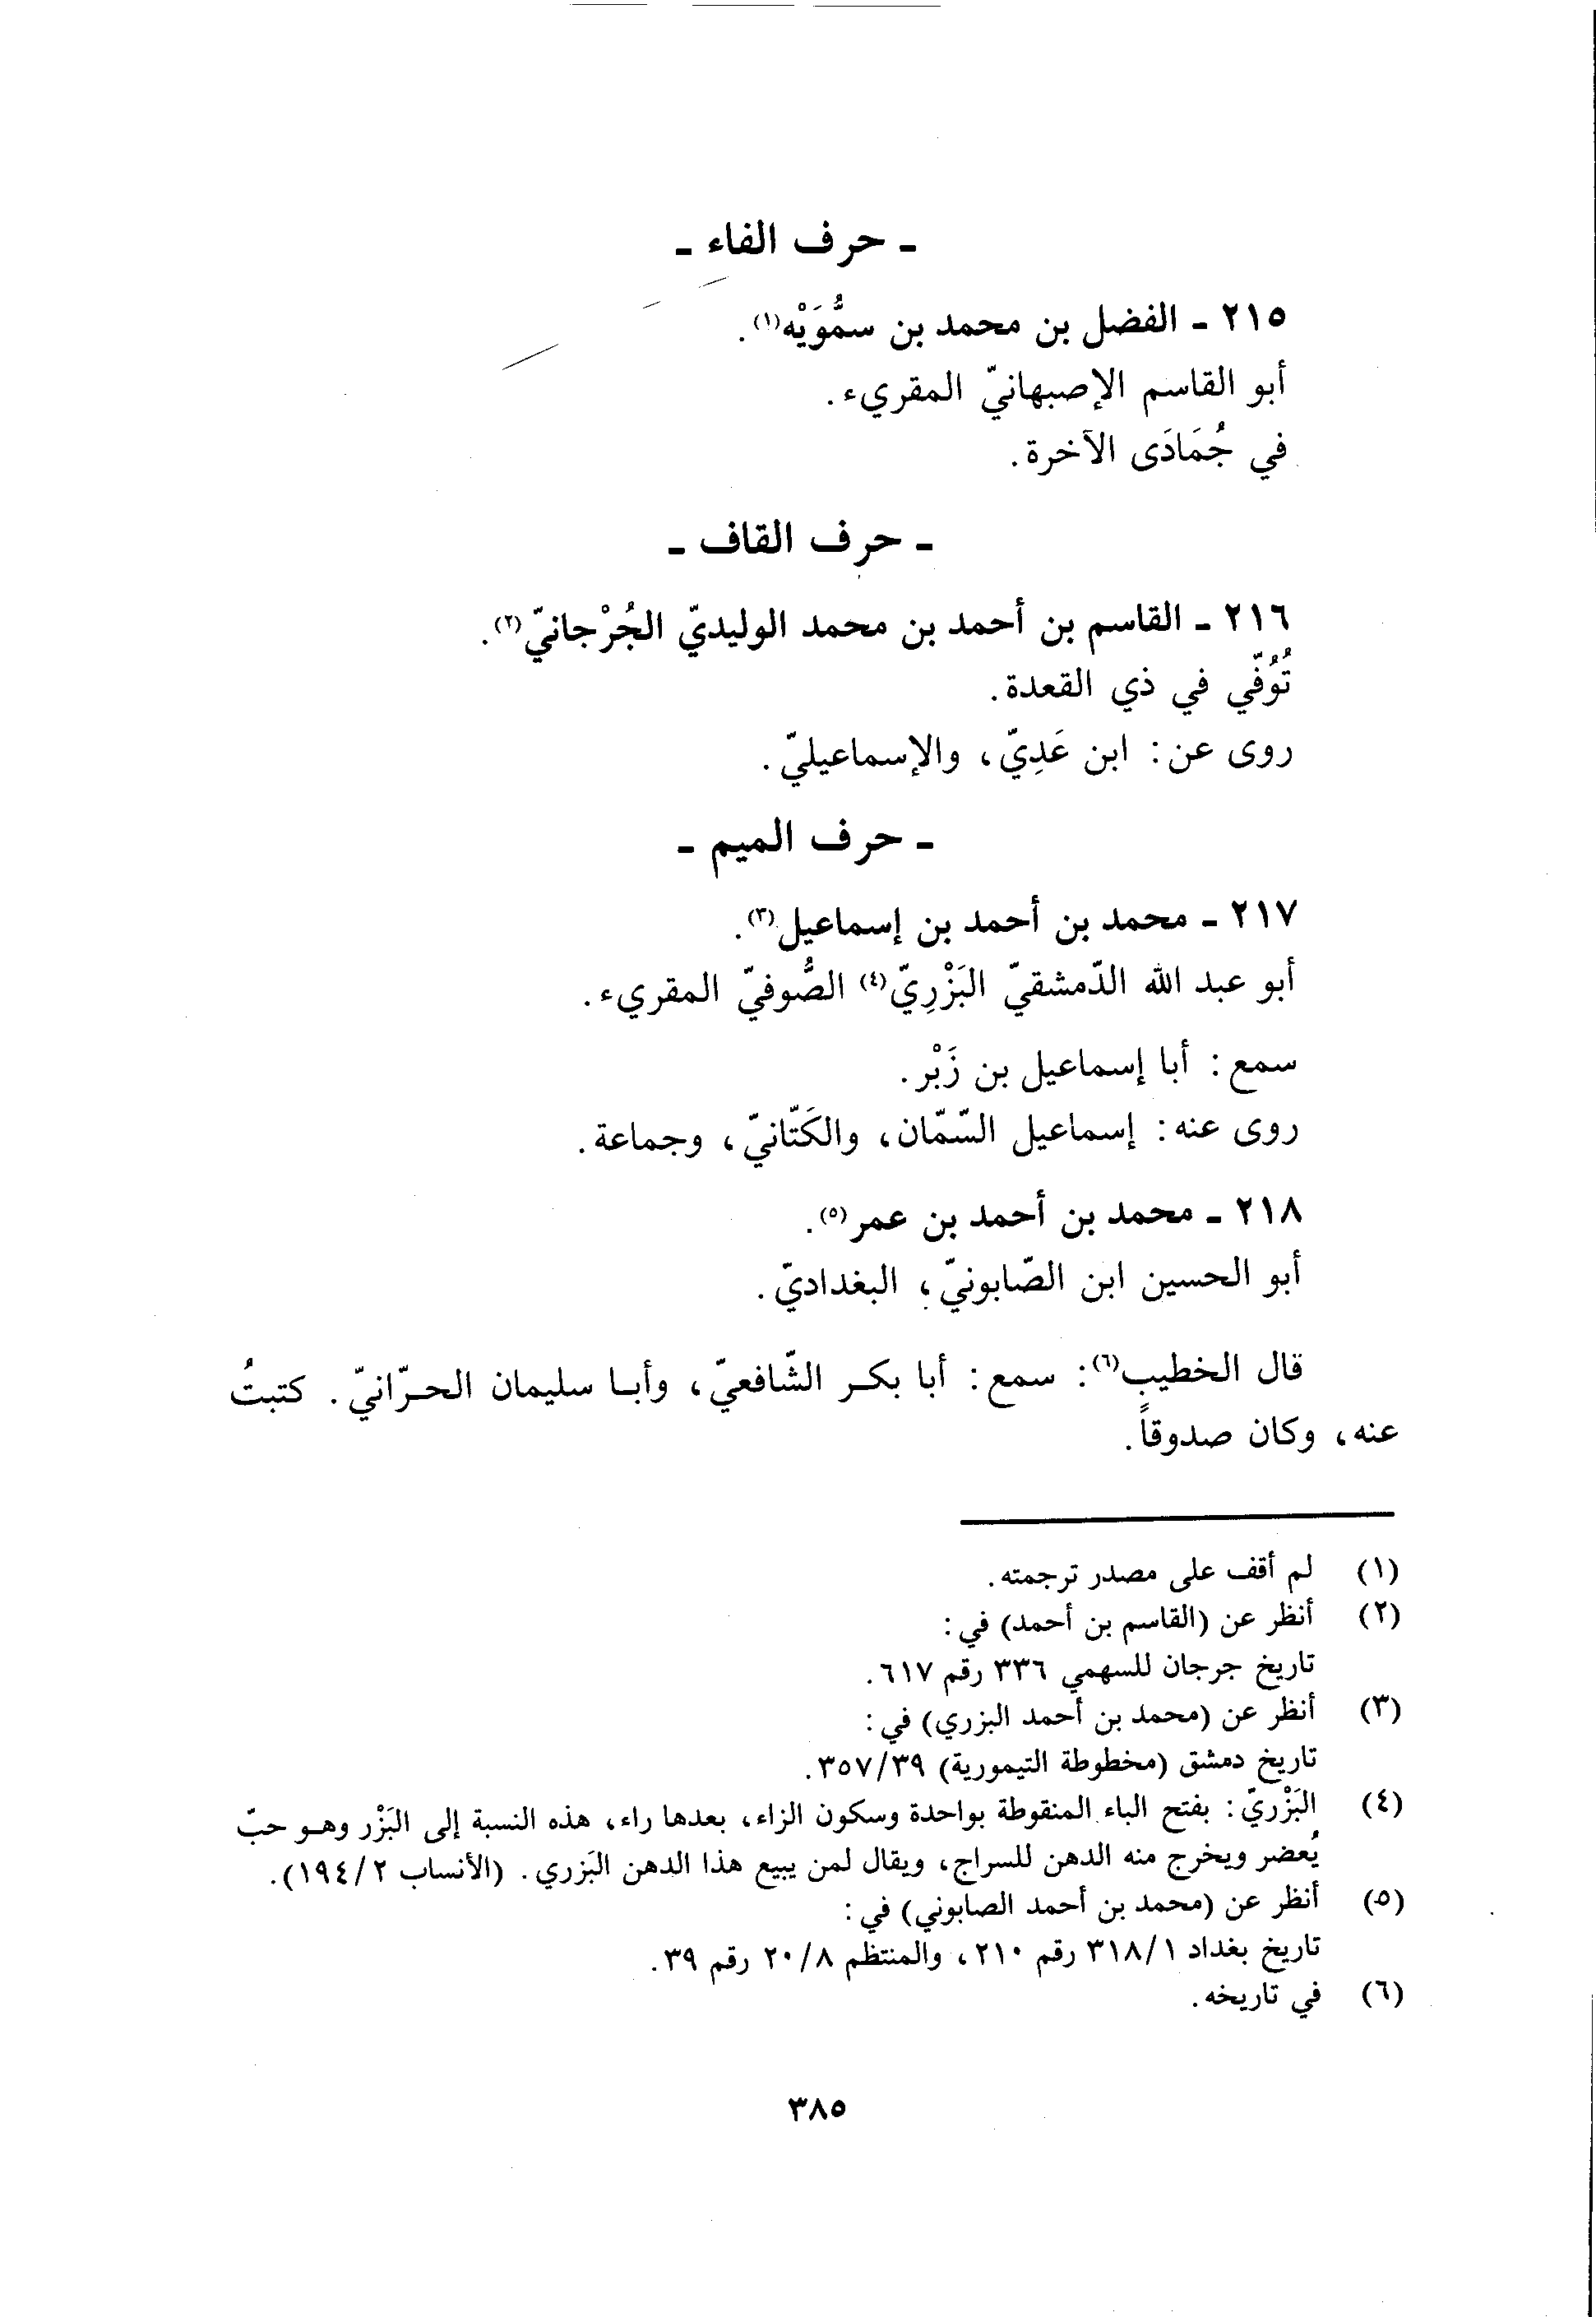 ـ حرف الفاء ـ
٢١٥ ـ الفضل بن محمد بن سمُّوَيْه(١).
أبو القاسم الإصبهانيّ المقريء.
في جُمَادَى الآخرة.
ـ حرف القاف ـ
٢١٦ ـ القاسم بن أحمد بن محمد الوليديّ الجُرْجانيّ(٢).
تُوُفّي في ذي القعدة.
روى عن: ابن عَدِيّ، والإسماعيليّ.
ـ حرف الميم ـ
٢١٧ ـ محمد بن أحمد بن إسماعيل(٣).
أبو عبد الله الدّمشقيّ البَزْرِيّ(٤) الصُّوفيّ المقريء.
سمع: أبا إسماعيل بن زَبْر.
روى عنه: إسماعيل السّمّان، والكَتّانيّ، وجماعة.
٢١٨ ـ محمد بن أحمد بن عمر(٥).
أبو الحسين ابن الصّابونيّ، البغداديّ.
قال الخطيب(٦): سمع: أبا بكر الشّافعيّ، وأبا سليمان الحرّانيّ. كتبتُ
عنه، وكان صدوقاً.
(١) لم أقف على مصدر ترجمته.
(٢) أنظر عن (القاسم بن أحمد) في:
تاريخ جرجان للسهمي ٣٣٦ رقم ٦١٧.
(٣) أنظر عن (محمد بن أحمد البزري) في:
تاريخ دمشق (مخطوطة التيمورية) ٣٥٧/٣٩.
(٤) البَزْريّ: بفتح الباء المنقوطة بواحدة وسكون الزاء، بعدها راء، هذه النسبة إلى البَزْر وهو حبّ
يُعضر ويخرج منه الدهن للسراج، ويقال لمن يبيع هذا الدهن البَزري. (الأنساب ١٩٤/٢).
(٥) أنظر عن (محمد بن أحمد الصابوني) في:
تاريخ بغداد ٣١٨/١ رقم ٢١٠، والمنتظم ٢٠/٨ رقم ٣٩.
(٦) في تاريخه.
٣٨٥